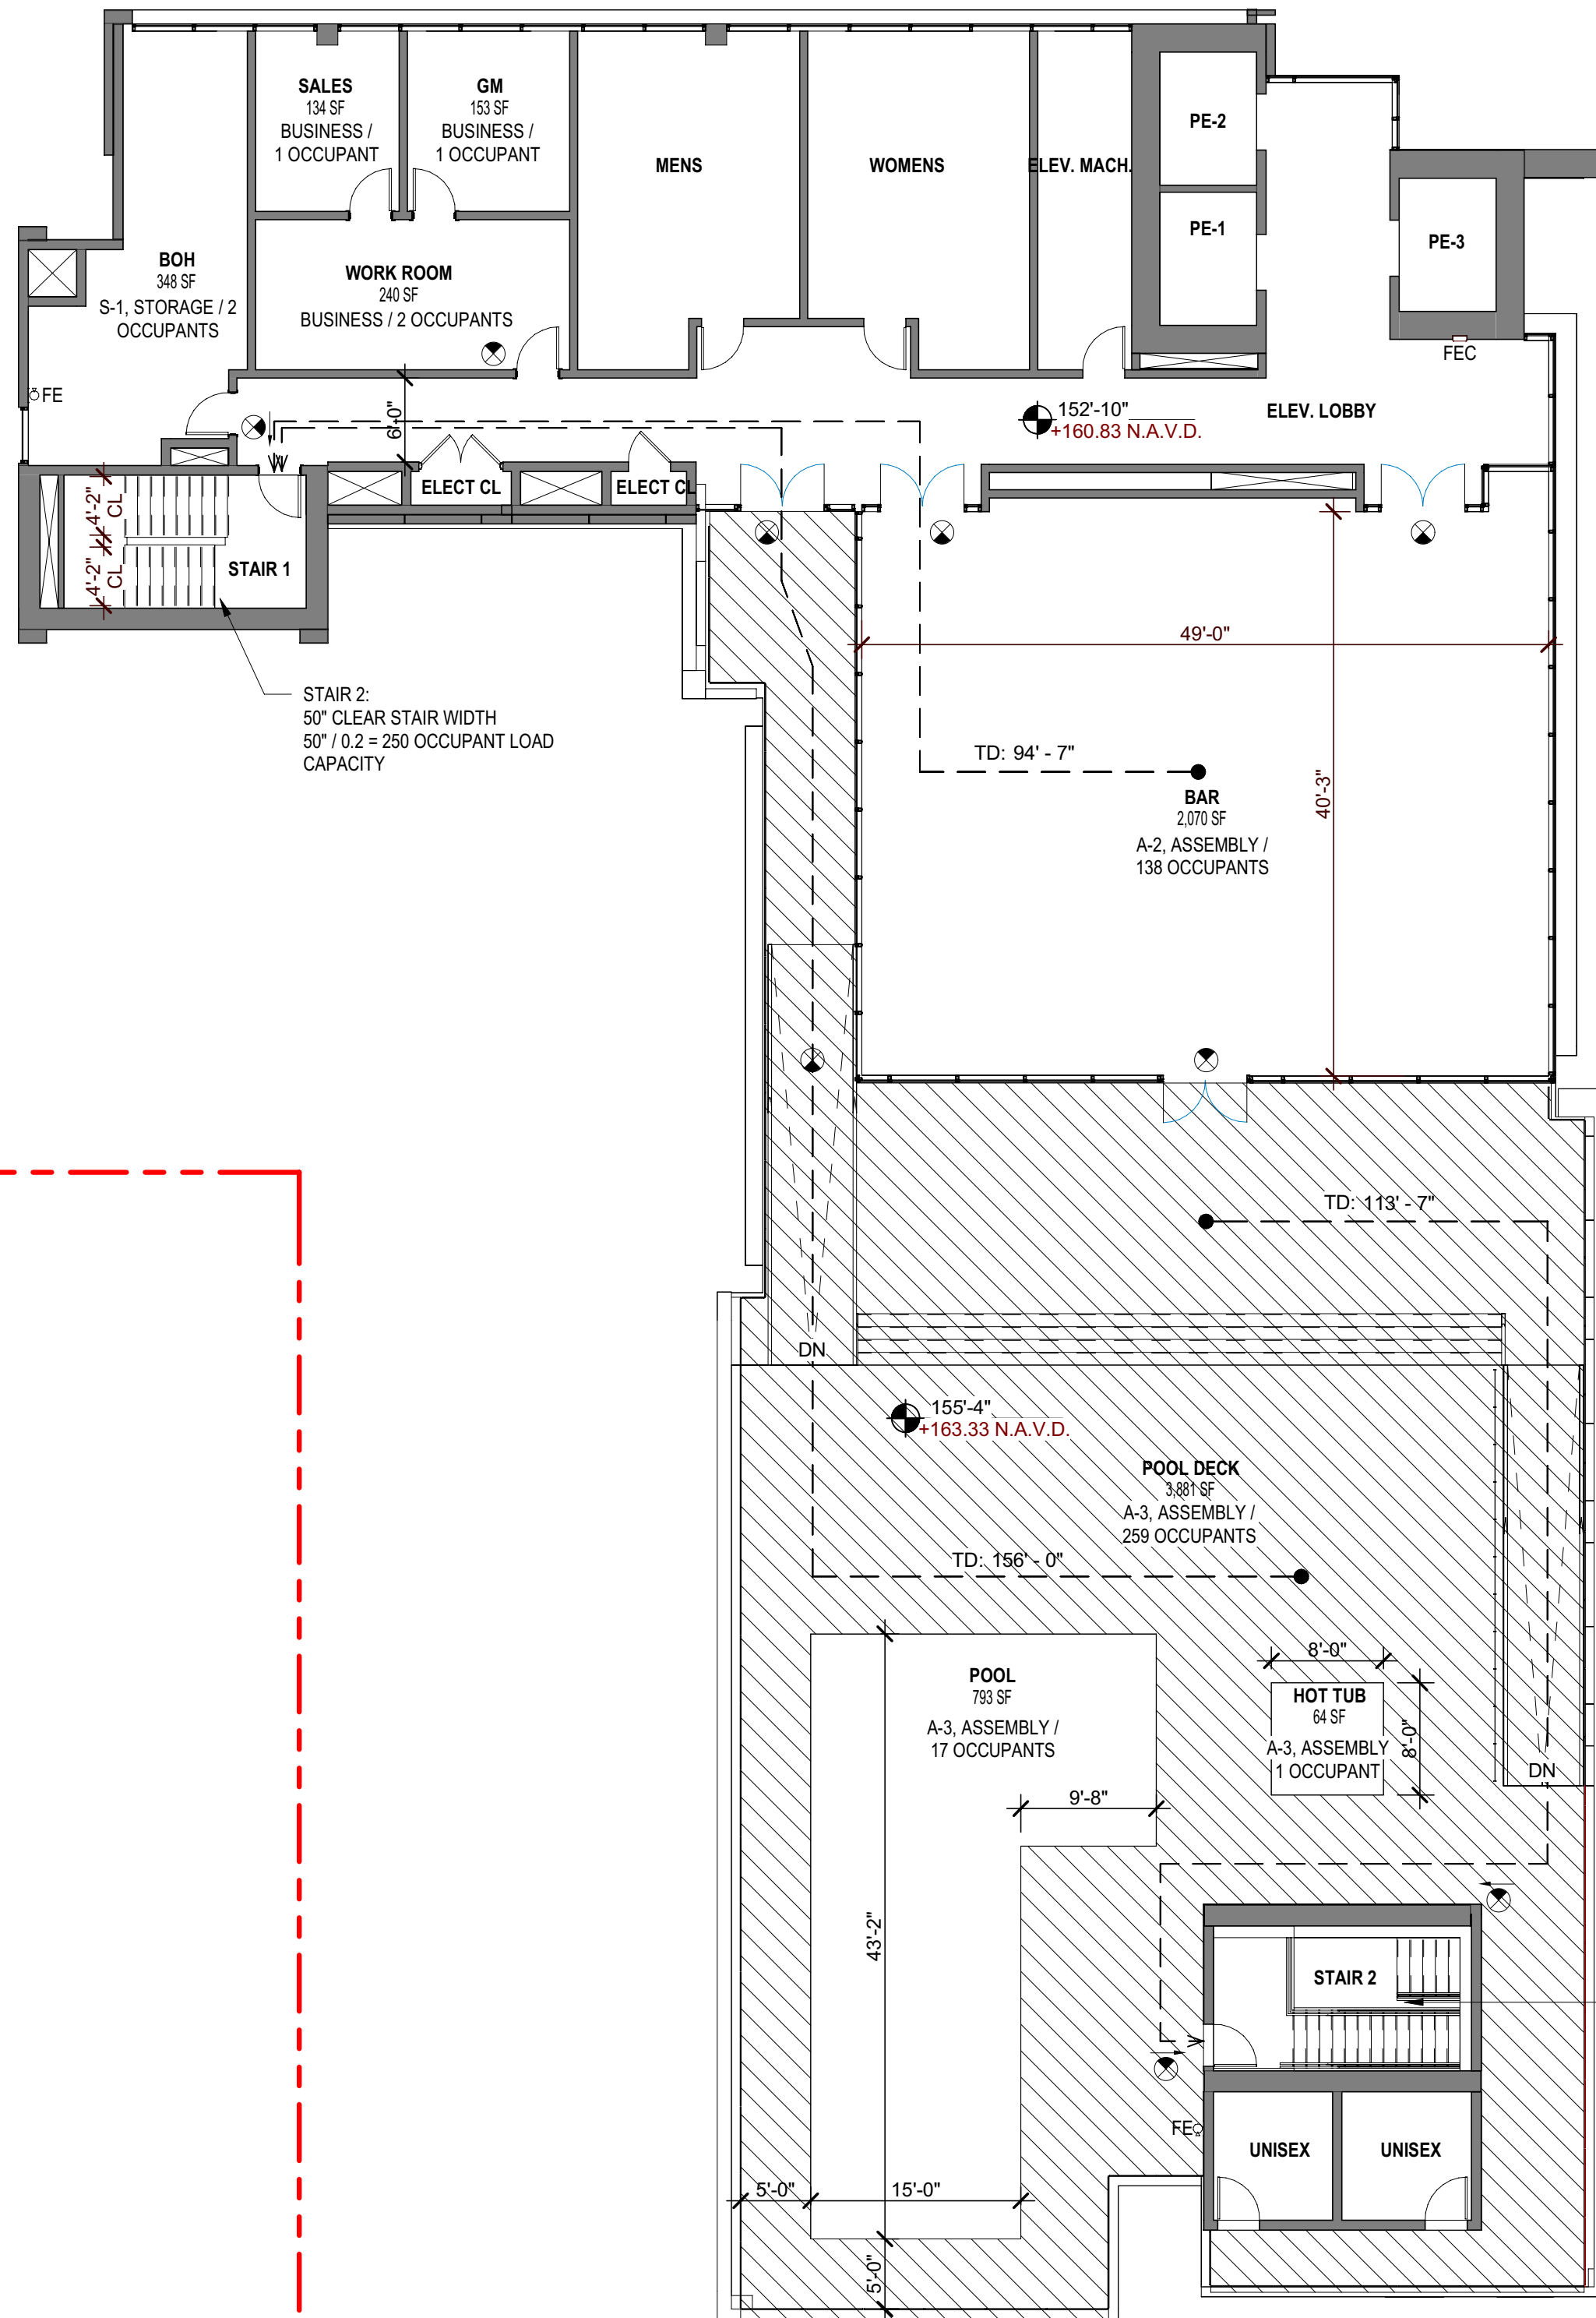 SALES
134 SF
BUSINESS /
1 OCCUPANT
GM
153 SF
BUSINESS /
1 OCCUPANT
MENS
WOMENS
ELEV. MACH.
PE-2
PE-1
PE-3
BOH
348 SF
S-1, STORAGE / 2
OCCUPANTS
WORK ROOM
240 SF
BUSINESS / 2 OCCUPANTS
FE
FEC
6'-0"
152'-10"
+160.83 N.A.V.D.
ELEV. LOBBY
ELECT CL
ELECT CL
4'-2"
CL
4'-2"
CL
STAIR 1
STAIR 2:
50" CLEAR STAIR WIDTH
50" / 0.2 = 250 OCCUPANT LOAD
CAPACITY
49'-0"
TD: 94' - 7"
40'-3"
BAR
2,070 SF
A-2, ASSEMBLY /
138 OCCUPANTS
TD: 113' - 7"
DN
155'-4"
+163.33 N.A.V.D.
POOL DECK
3,881 SF
A-3, ASSEMBLY /
259 OCCUPANTS
TD: 156' - 0"
POOL
793 SF
A-3, ASSEMBLY /
17 OCCUPANTS
8'-0"
HOT TUB
64 SF
A-3, ASSEMBLY
1 OCCUPANT
8'-0"
DN
9'-8"
43'-2"
STAIR 2
FE
UNISEX
UNISEX
5'-0"
15'-0"
5'-0"